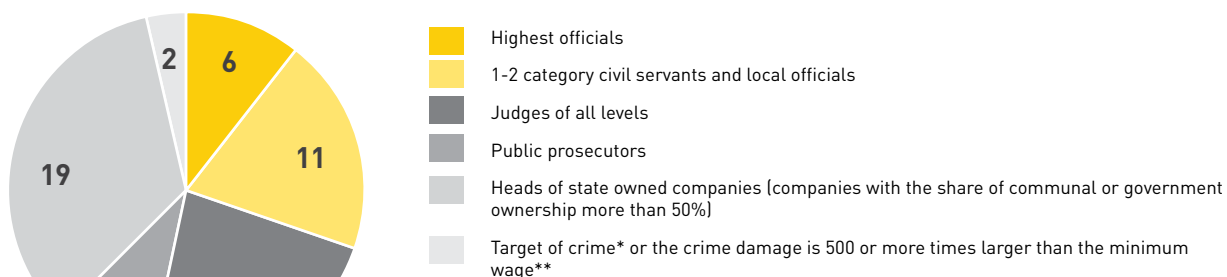 2
6
11
19
Highest officials
1-2 category civil servants and local officials
Judges of all levels
Public prosecutors
Heads of state owned companies (companies with the share of communal or government
ownership more than 50%)
Target of crime* or the crime damage is 500 or more times larger than the minimum
wage**